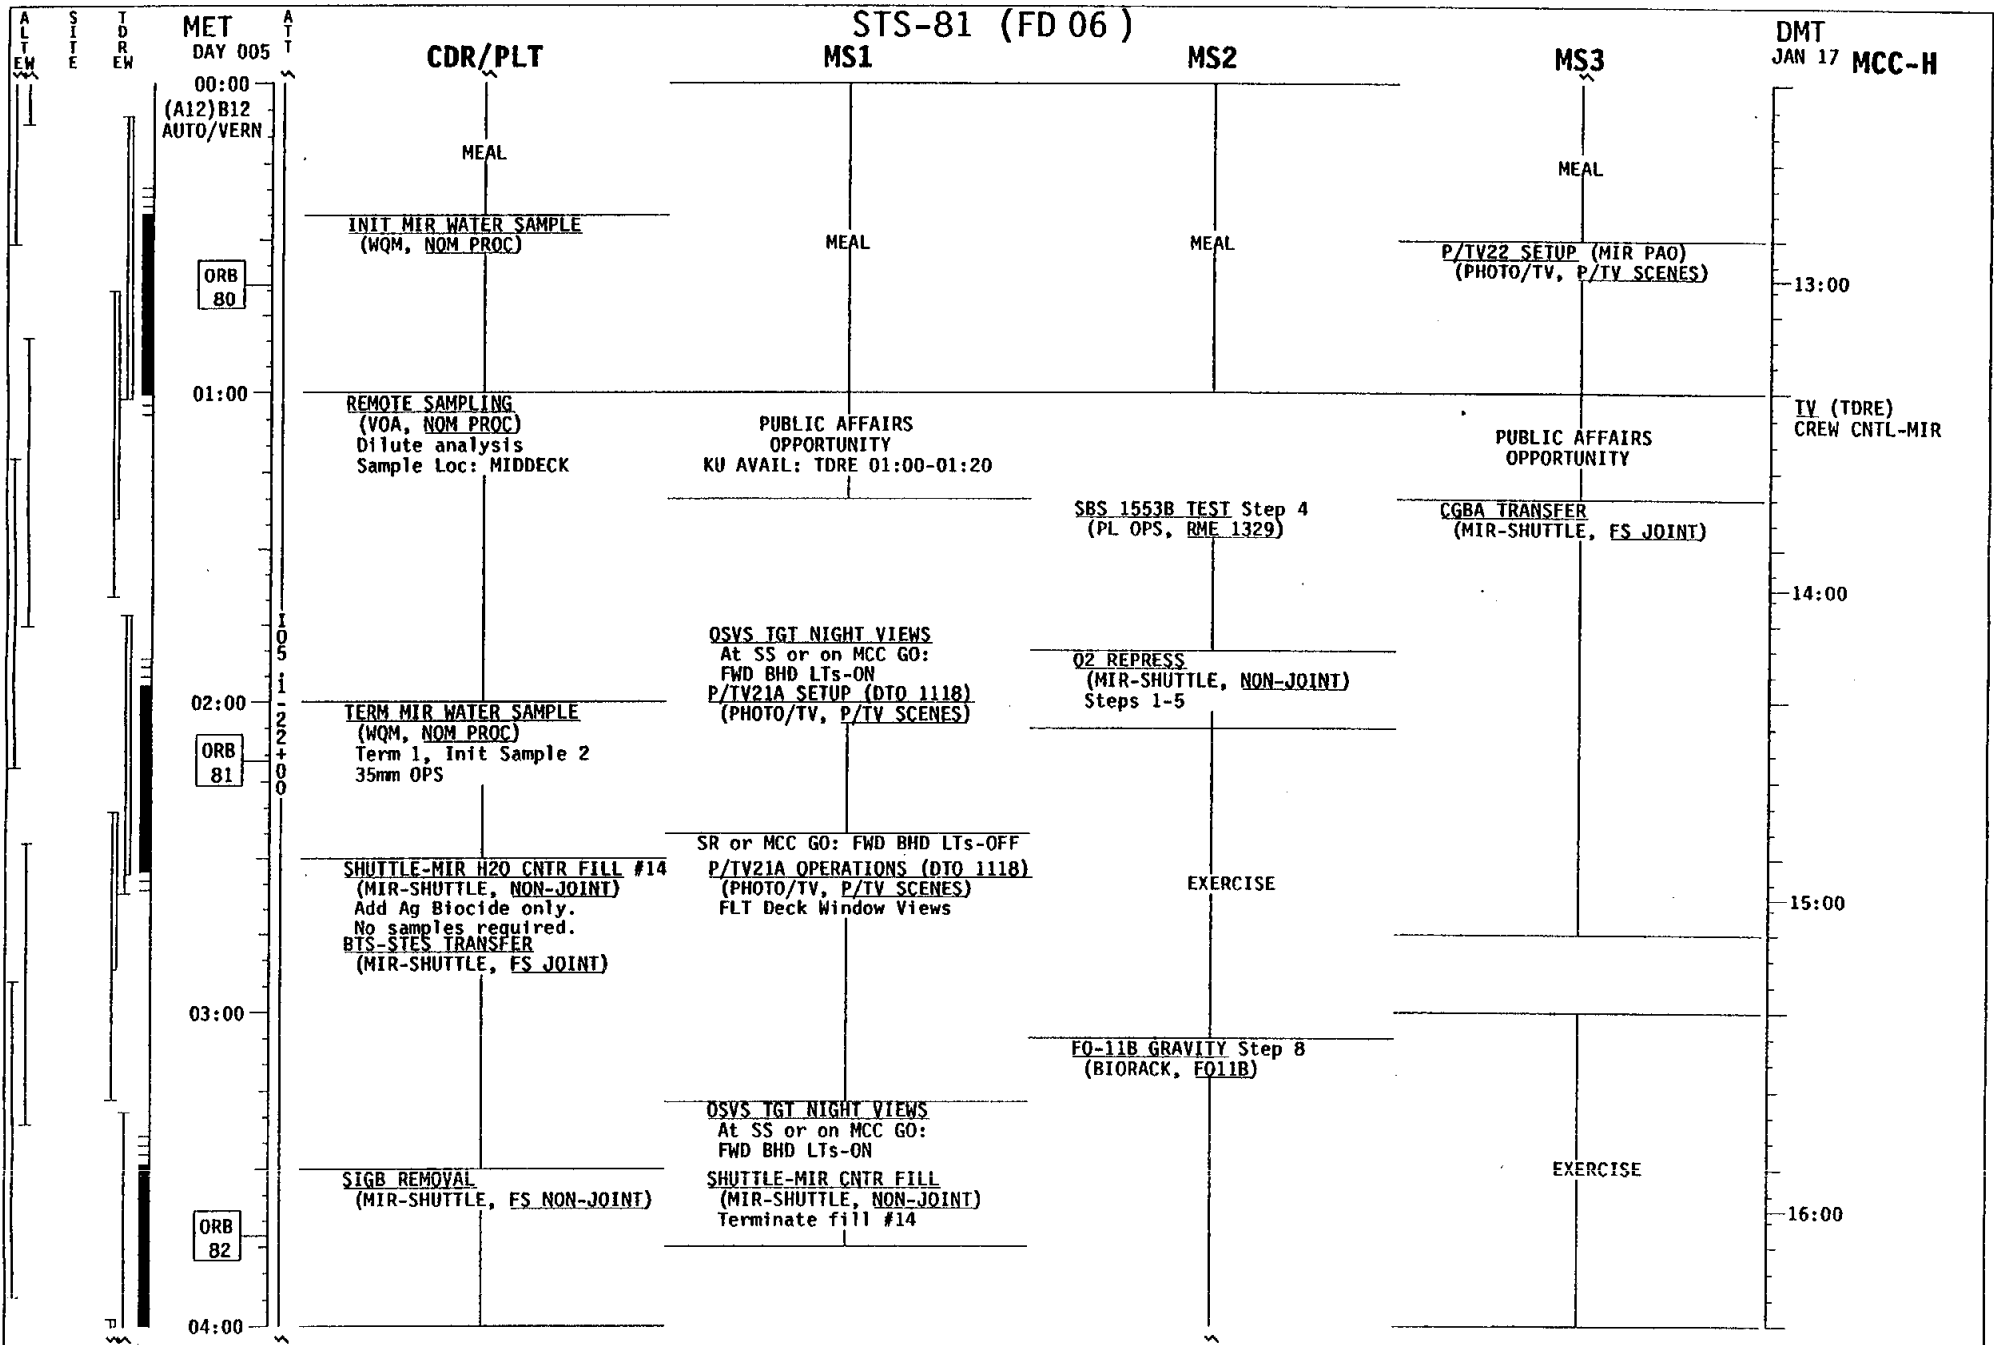 STS-81 (FD 06)
ALT
EW
SITE
TDR
EW
MET
DAY 005
ATT
CDR/PLT
MS1
MS2
MS3
DMT
JAN 17
MCC-H
00:00
(A12)B12
AUTO/VERN
ORB
80
01:00
02:00
ORB
81
03:00
ORB
82
04:00
IO5 i-22+00
MEAL
INIT MIR WATER SAMPLE
(WQM, NOM PROC)
REMOTE SAMPLING
(VOA, NOM PROC)
Dilute analysis
Sample Loc: MIDDECK
TERM MIR WATER SAMPLE
(WQM, NOM PROC)
Term 1, Init Sample 2
35mm OPS
SHUTTLE-MIR H2O CNTR FILL #14
(MIR-SHUTTLE, NON-JOINT)
Add Ag Biocide only.
No samples required.
BTS-STES TRANSFER
(MIR-SHUTTLE, FS JOINT)
SIGB REMOVAL
(MIR-SHUTTLE, FS NON-JOINT)
MEAL
PUBLIC AFFAIRS
OPPORTUNITY
KU AVAIL: TDRE 01:00-01:20
OSVS TGT NIGHT VIEWS
At SS or on MCC GO:
FWD BHD LTs-ON
P/TV21A SETUP (DTO 1118)
(PHOTO/TV, P/TV SCENES)
SR or MCC GO: FWD BHD LTs-OFF
P/TV21A OPERATIONS (DTO 1118)
(PHOTO/TV, P/TV SCENES)
FLT Deck Window Views
OSVS TGT NIGHT VIEWS
At SS or on MCC GO:
FWD BHD LTs-ON
SHUTTLE-MIR CNTR FILL
(MIR-SHUTTLE, NON-JOINT)
Terminate fill #14
MEAL
SBS 1553B TEST Step 4
(PL OPS, RME 1329)
O2 REPRESS
(MIR-SHUTTLE, NON-JOINT)
Steps 1-5
EXERCISE
FO-11B GRAVITY Step 8
(BIORACK, FO11B)
MEAL
P/TV22 SETUP (MIR PAO)
(PHOTO/TV, P/TV SCENES)
PUBLIC AFFAIRS
OPPORTUNITY
CGBA TRANSFER
(MIR-SHUTTLE, FS JOINT)
EXERCISE
13:00
TV (TDRE)
CREW CNTL-MIR
14:00
15:00
16:00